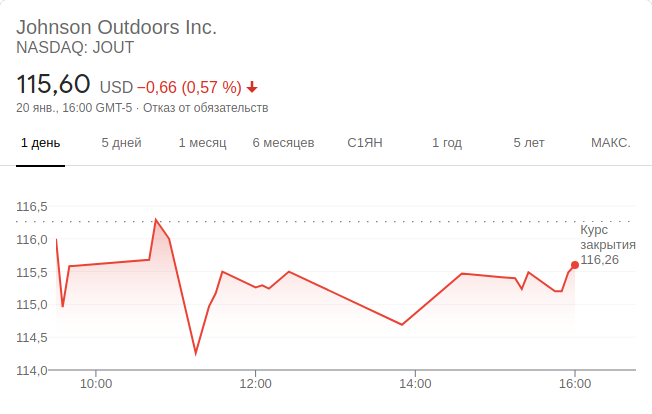 Johnson Outdoors Inc.
NASDAQ: JOUT
115,60 USD −0,66 (0,57 %)
20 янв., 16:00 GMT-5 · Отказ от обязательств
1 день 5 дней 1 месяц 6 месяцев С1ЯН 1 год 5 лет МАКС.
116,5
116,0
115,5
115,0
114,5
114,0
Курс
закрытия
116,26
10:00 12:00 14:00 16:00